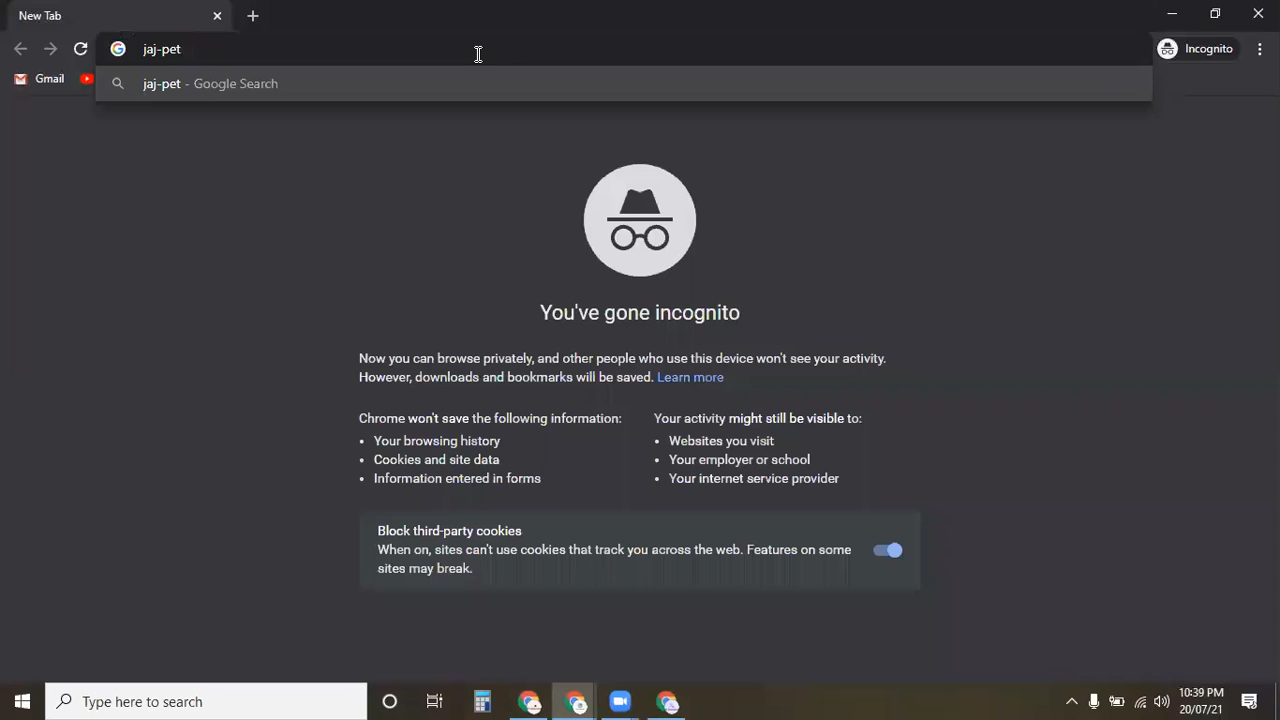 New Tab
jaj-pet
Incognito
Gmail
jaj-pet - Google Search
You've gone incognito
Now you can browse privately, and other people who use this device won't see your activity.
However, downloads and bookmarks will be saved. Learn more
Chrome won't save the following information:
• Your browsing history
• Cookies and site data
• Information entered in forms
Your activity might still be visible to:
• Websites you visit
• Your employer or school
• Your internet service provider
Block third-party cookies
When on, sites can't use cookies that track you across the web. Features on some
sites may break.
Type here to search
10:39 PM
20/07/21